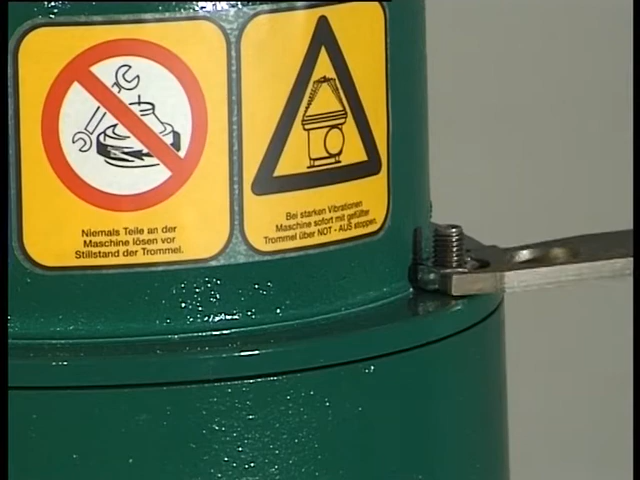 Niemals Teile an der
Maschine lösen vor
Stillstand der Trommel.
Bei starken Vibrationen
Maschine sofort mit gefüllter
Trommel über NOT - AUS stoppen.